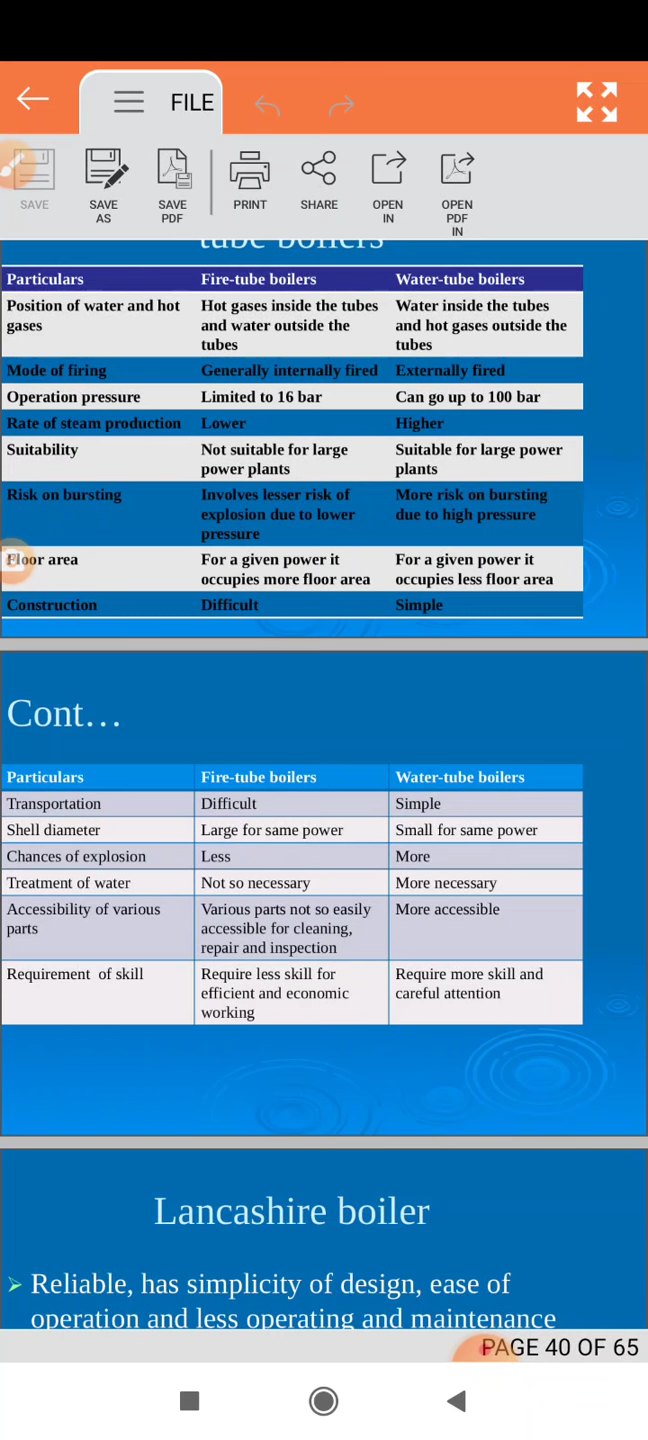 FILE
SAVE
SAVE AS
SAVE PDF
PRINT
SHARE
OPEN IN
OPEN PDF IN
tube boilers
Particulars Fire-tube boilers Water-tube boilers
Position of water and hot gases Hot gases inside the tubes and water outside the tubes Water inside the tubes and hot gases outside the tubes
Mode of firing Generally internally fired Externally fired
Operation pressure Limited to 16 bar Can go up to 100 bar
Rate of steam production Lower Higher
Suitability Not suitable for large power plants Suitable for large power plants
Risk on bursting Involves lesser risk of explosion due to lower pressure More risk on bursting due to high pressure
Floor area For a given power it occupies more floor area For a given power it occupies less floor area
Construction Difficult Simple
Cont…
Particulars Fire-tube boilers Water-tube boilers
Transportation Difficult Simple
Shell diameter Large for same power Small for same power
Chances of explosion Less More
Treatment of water Not so necessary More necessary
Accessibility of various parts Various parts not so easily accessible for cleaning, repair and inspection More accessible
Requirement of skill Require less skill for efficient and economic working Require more skill and careful attention
Lancashire boiler
Reliable, has simplicity of design, ease of
operation and less operating and maintenance
PAGE 40 OF 65